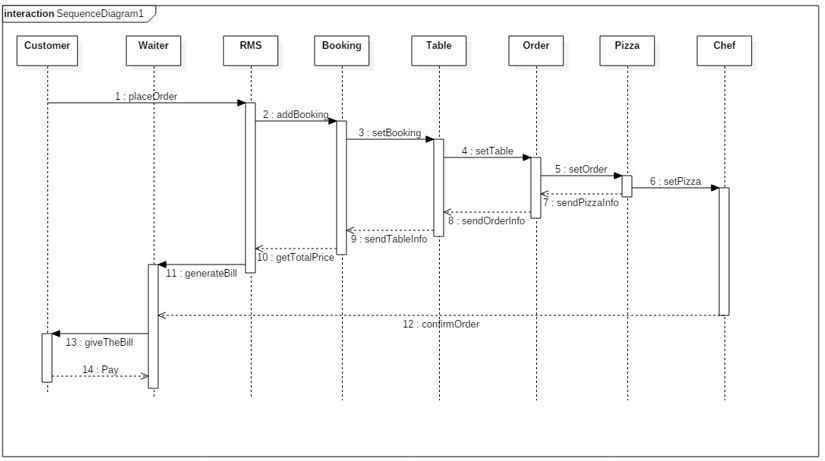 interaction SequenceDiagram1
Customer
Waiter
RMS
Booking
Table
Order
Pizza
Chef
1 : placeOrder
2 : addBooking
3 : setBooking
4 : setTable
5 : setOrder
6 : setPizza
7 : sendPizzaInfo
8 : sendOrderInfo
9 : sendTableInfo
10 : getTotalPrice
11 : generateBill
12 : confirmOrder
13 : giveTheBill
14 : Pay